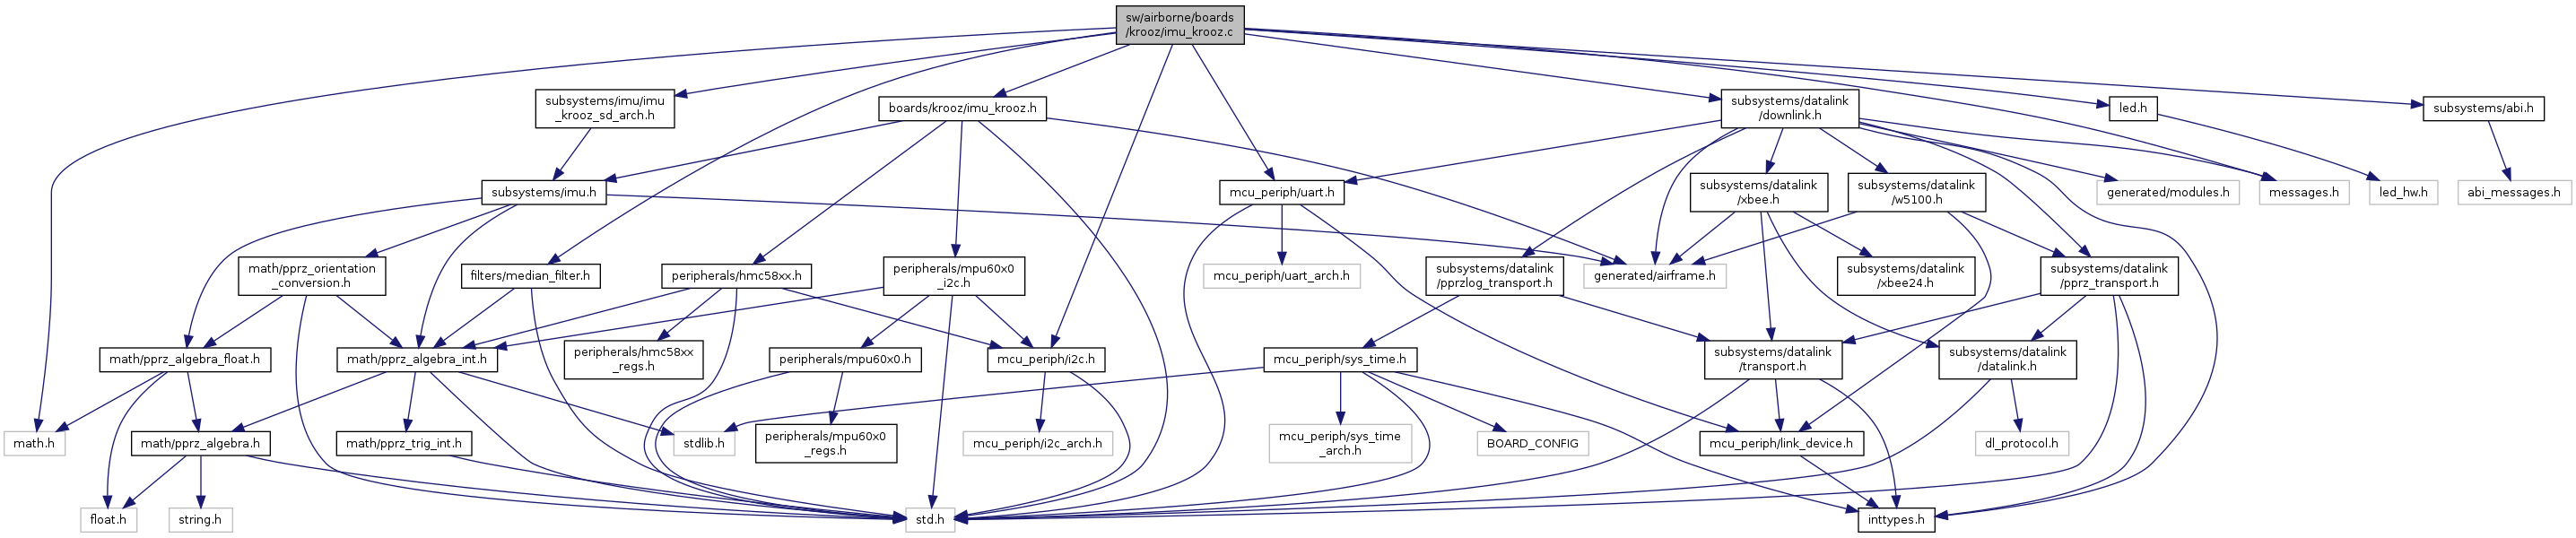 sw/airborne/boards
/krooz/imu_krooz.c
subsystems/imu/imu
_krooz_sd_arch.h
boards/krooz/imu_krooz.h
subsystems/datalink
/downlink.h
led.h
subsystems/abi.h
subsystems/imu.h
mcu_periph/uart.h
subsystems/datalink
/xbee.h
subsystems/datalink
/w5100.h
generated/modules.h
messages.h
led_hw.h
abi_messages.h
math/pprz_orientation
_conversion.h
filters/median_filter.h
peripherals/hmc58xx.h
peripherals/mpu60x0
_i2c.h
mcu_periph/uart_arch.h
subsystems/datalink
/pprzlog_transport.h
generated/airframe.h
subsystems/datalink
/xbee24.h
subsystems/datalink
/pprz_transport.h
math/pprz_algebra_float.h
math/pprz_algebra_int.h
peripherals/hmc58xx
_regs.h
peripherals/mpu60x0.h
mcu_periph/i2c.h
mcu_periph/sys_time.h
subsystems/datalink
/transport.h
subsystems/datalink
/datalink.h
math.h
math/pprz_algebra.h
math/pprz_trig_int.h
stdlib.h
peripherals/mpu60x0
_regs.h
mcu_periph/i2c_arch.h
mcu_periph/sys_time
_arch.h
BOARD_CONFIG
mcu_periph/link_device.h
dl_protocol.h
float.h
string.h
std.h
inttypes.h